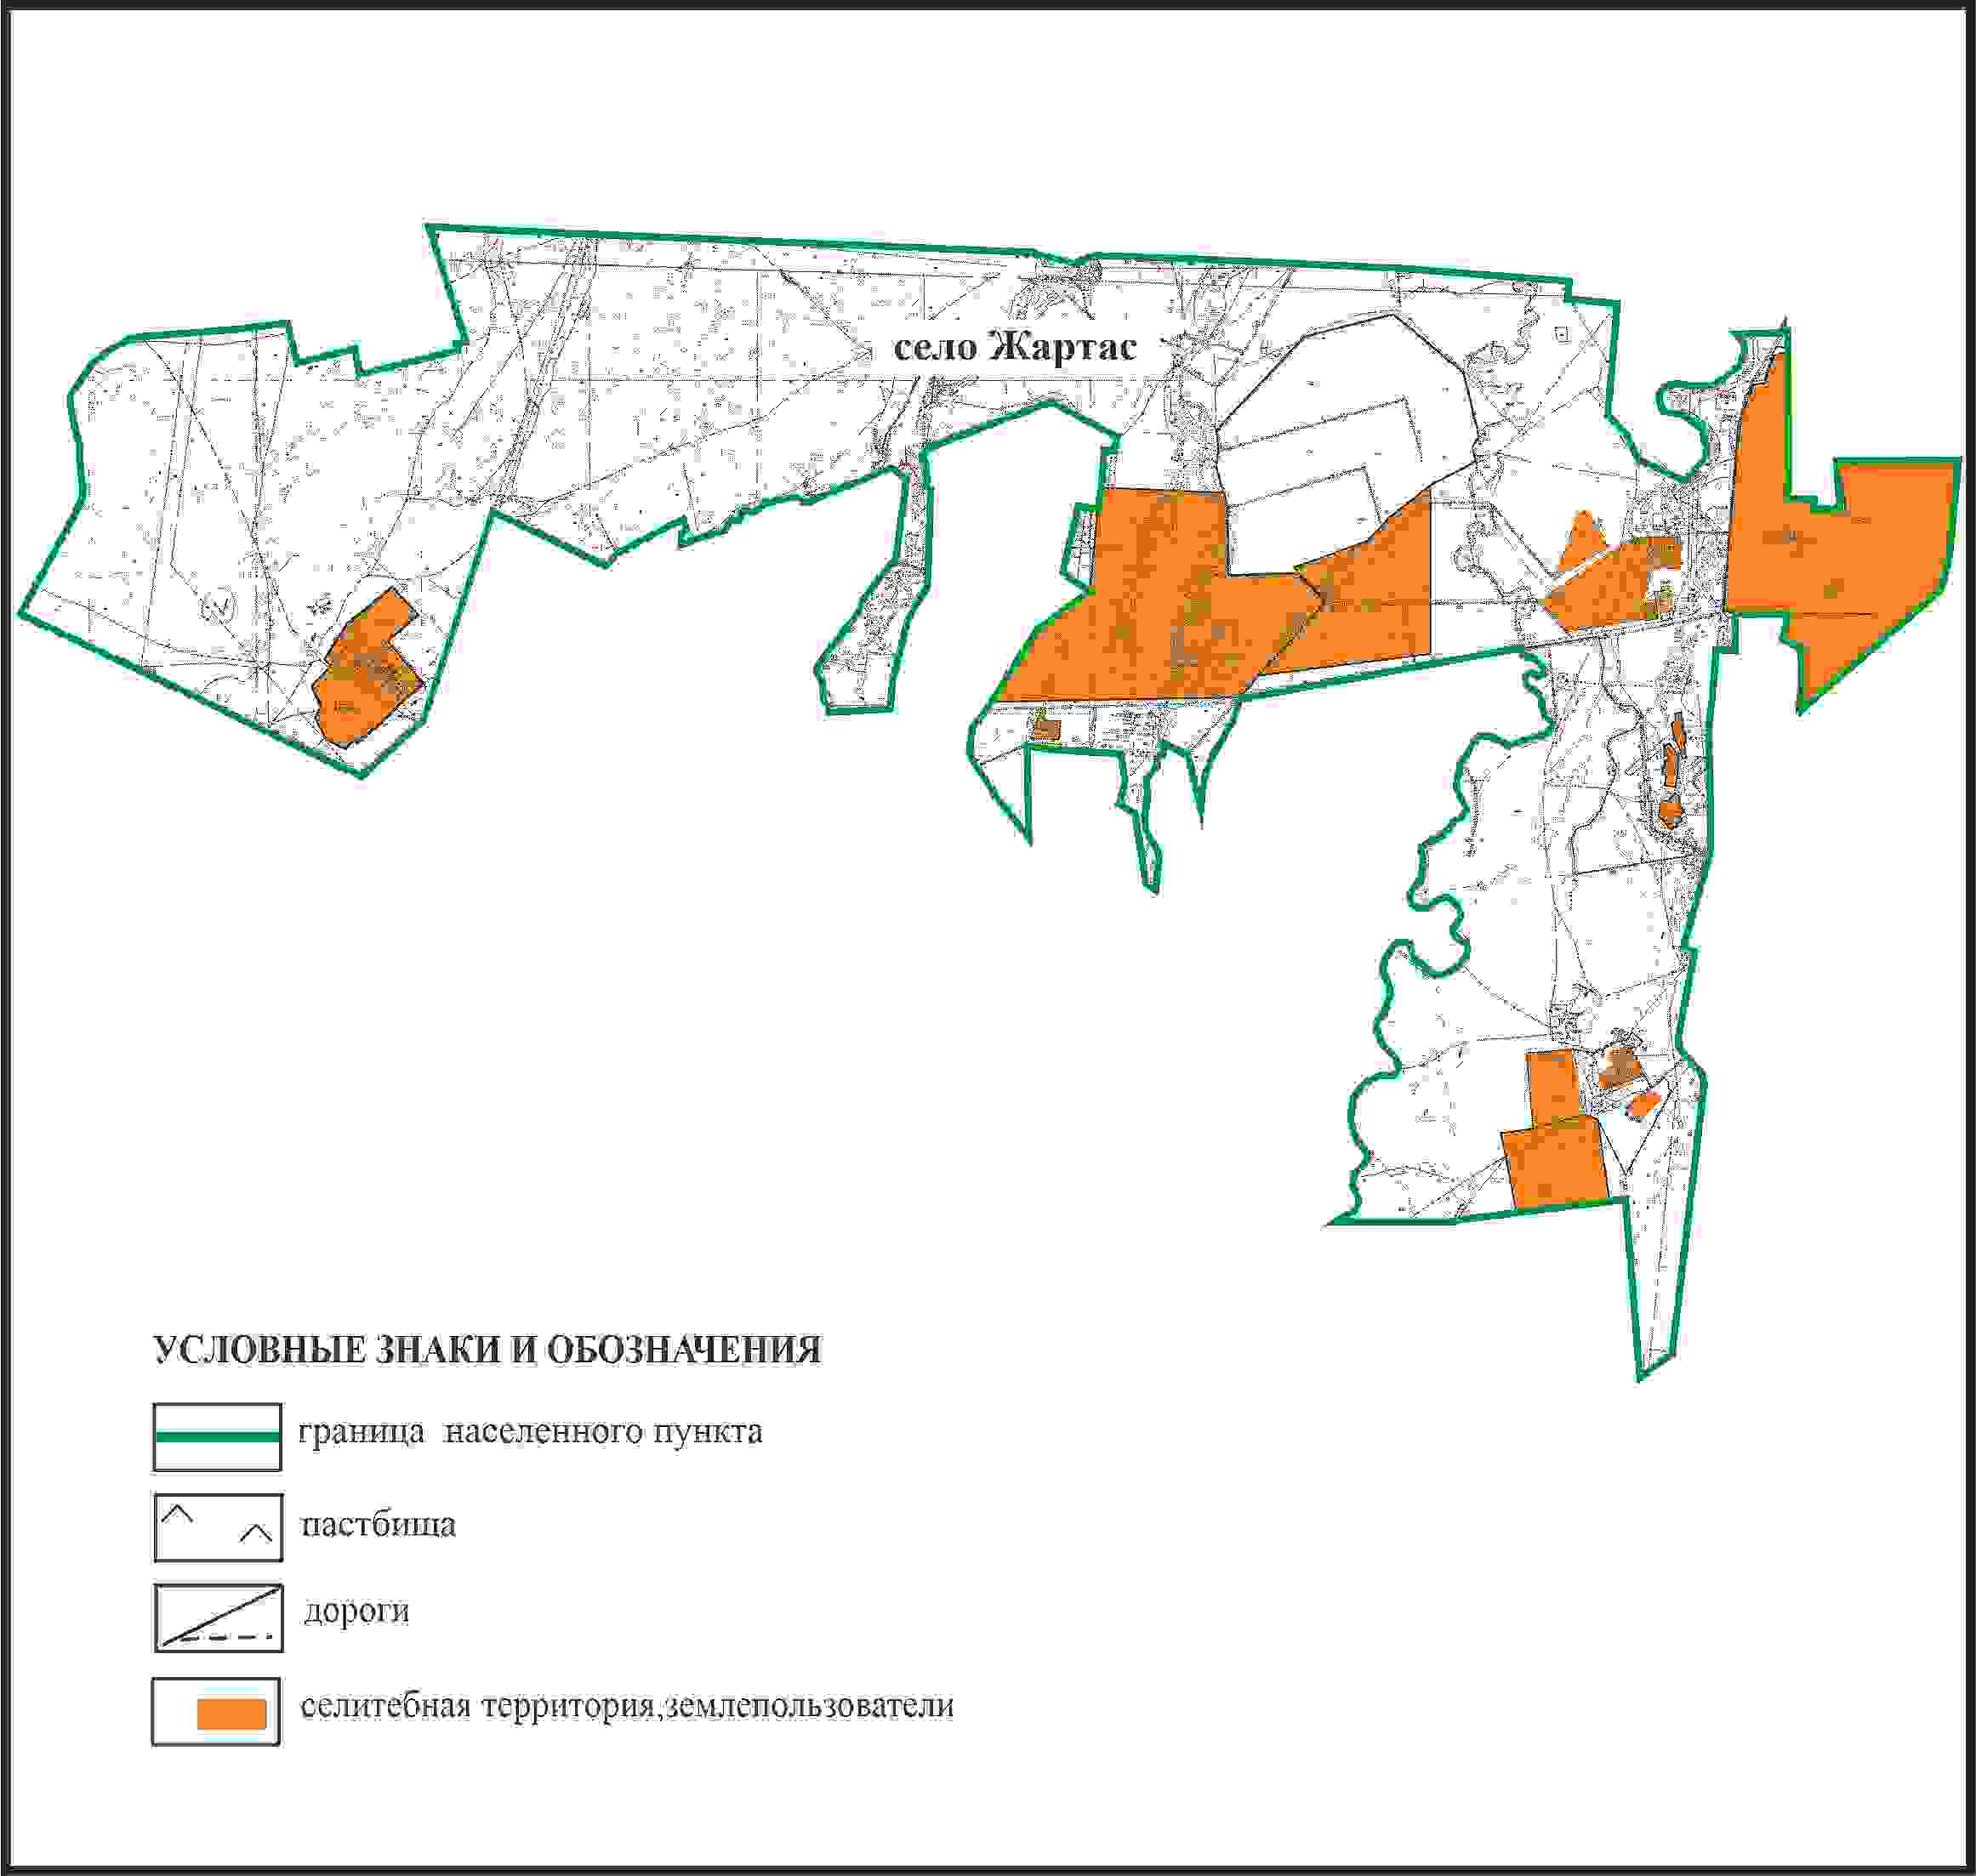 село Жартас
УСЛОВНЫЕ ЗНАКИ И ОБОЗНАЧЕНИЯ
граница населенного пункта
пастбища
дороги
селитебная территория,землепользователи